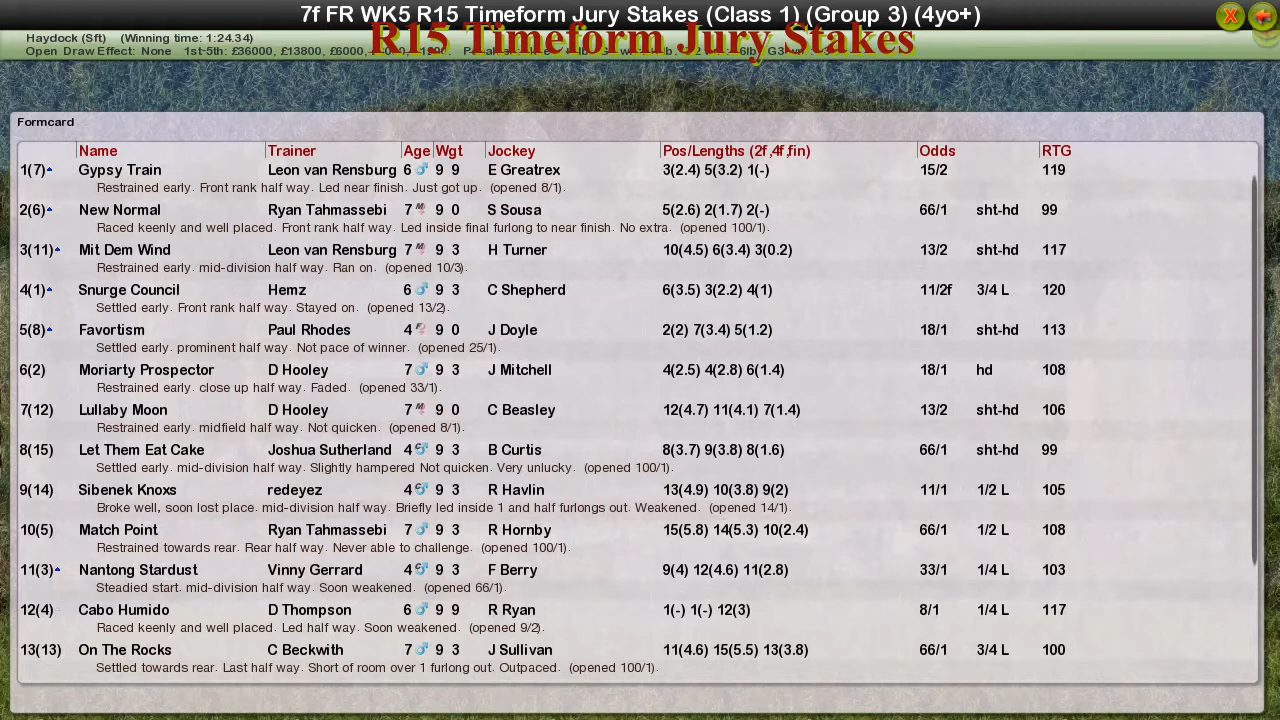 7f FR WK5 R15 Timeform Jury Stakes (Class 1) (Group 3) (4yo+)
R15 Timeform Jury Stakes
Haydock (Sft) (Winning time: 1:24.34)
Open Draw Effect: None 1st-5th: £36000, £13800, £6000,
Formcard
Name Trainer Age Wgt Jockey Pos/Lengths (2f,4f,fin) Odds RTG
1(7) Gypsy Train Leon van Rensburg 6 9 9 E Greatrex 3(2.4) 5(3.2) 1(-) 15/2 119
Restrained early. Front rank half way. Led near finish. Just got up. (opened 8/1).
2(6) New Normal Ryan Tahmassebi 7 M 9 0 S Sousa 5(2.6) 2(1.7) 2(-) 66/1 sht-hd 99
Raced keenly and well placed. Front rank half way. Led inside final furlong to near finish. No extra. (opened 100/1).
3(11) Mit Dem Wind Leon van Rensburg 7 M 9 3 H Turner 10(4.5) 6(3.4) 3(0.2) 13/2 sht-hd 117
Restrained early. mid-division half way. Ran on. (opened 10/3).
4(1) Snurge Council Hemz 6 9 3 C Shepherd 6(3.5) 3(2.2) 4(1) 11/2f 3/4 L 120
Settled early. Front rank half way. Stayed on. (opened 13/2).
5(8) Favortism Paul Rhodes 4 F 9 0 J Doyle 2(2) 7(3.4) 5(1.2) 18/1 sht-hd 113
Settled early. prominent half way. Not pace of winner. (opened 25/1).
6(2) Moriarty Prospector D Hooley 7 9 3 J Mitchell 4(2.5) 4(2.8) 6(1.4) 18/1 hd 108
Restrained early. close up half way. Faded. (opened 33/1).
7(12) Lullaby Moon D Hooley 7 M 9 0 C Beasley 12(4.7) 11(4.1) 7(1.4) 13/2 sht-hd 106
Restrained early. midfield half way. Not quicken. (opened 8/1).
8(15) Let Them Eat Cake Joshua Sutherland 4 9 3 B Curtis 8(3.7) 9(3.8) 8(1.6) 66/1 sht-hd 99
Settled early. mid-division half way. Slightly hampered Not quicken. Very unlucky. (opened 100/1).
9(14) Sibenek Knoxs redeyez 4 9 3 R Havlin 13(4.9) 10(3.8) 9(2) 11/1 1/2 L 105
Broke well, soon lost place. mid-division half way. Briefly led inside 1 and half furlongs out. Weakened. (opened 14/1).
10(5) Match Point Ryan Tahmassebi 7 9 3 R Hornby 15(5.8) 14(5.3) 10(2.4) 66/1 1/2 L 108
Restrained towards rear. Rear half way. Never able to challenge. (opened 100/1).
11(3) Nantong Stardust Vinny Gerrard 4 9 3 F Berry 9(4) 12(4.6) 11(2.8) 33/1 1/4 L 103
Steadied start. mid-division half way. Soon weakened. (opened 66/1).
12(4) Cabo Humido D Thompson 6 9 9 R Ryan 1(-) 1(-) 12(3) 8/1 1/4 L 117
Raced keenly and well placed. Led half way. Soon weakened. (opened 9/2).
13(13) On The Rocks C Beckwith 7 9 3 J Sullivan 11(4.6) 15(5.5) 13(3.8) 66/1 3/4 L 100
Settled towards rear. Last half way. Short of room over 1 furlong out. Outpaced. (opened 100/1).